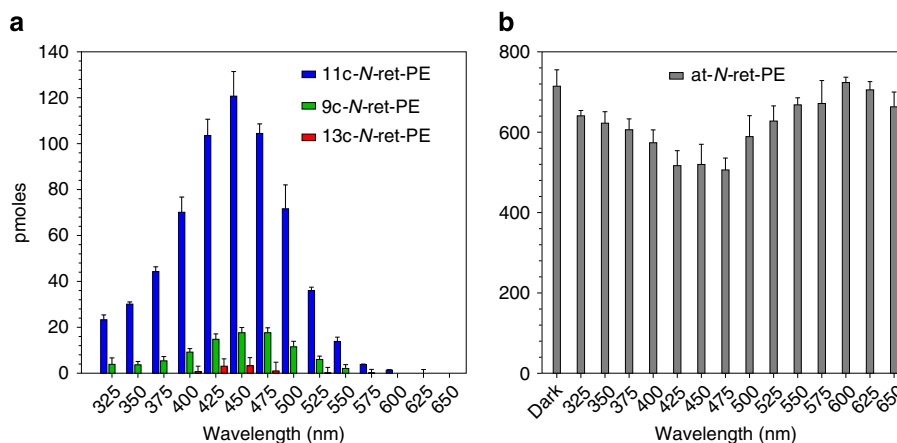 a
b
pmoles
140
120
100
80
60
40
20
0
11c-N-ret-PE
9c-N-ret-PE
13c-N-ret-PE
325 350 375 400 425 450 475 500 525 550 575 600 625 650
Wavelength (nm)
800
600
400
200
0
at-N-ret-PE
Dark 325 350 375 400 425 450 475 500 525 550 575 600 625 650
Wavelength (nm)